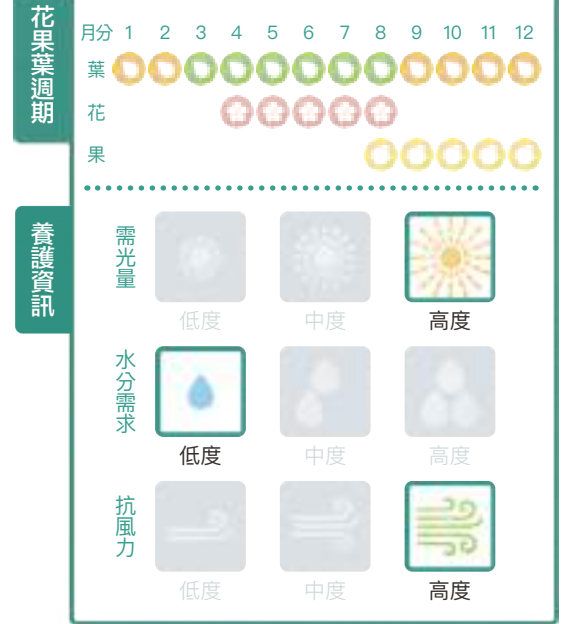 花果葉週期
月分 1 2 3 4 5 6 7 8 9 10 11 12
葉
花
果
養護資訊
需光量
低度 中度 高度
水分需求
低度 中度 高度
抗風力
低度 中度 高度